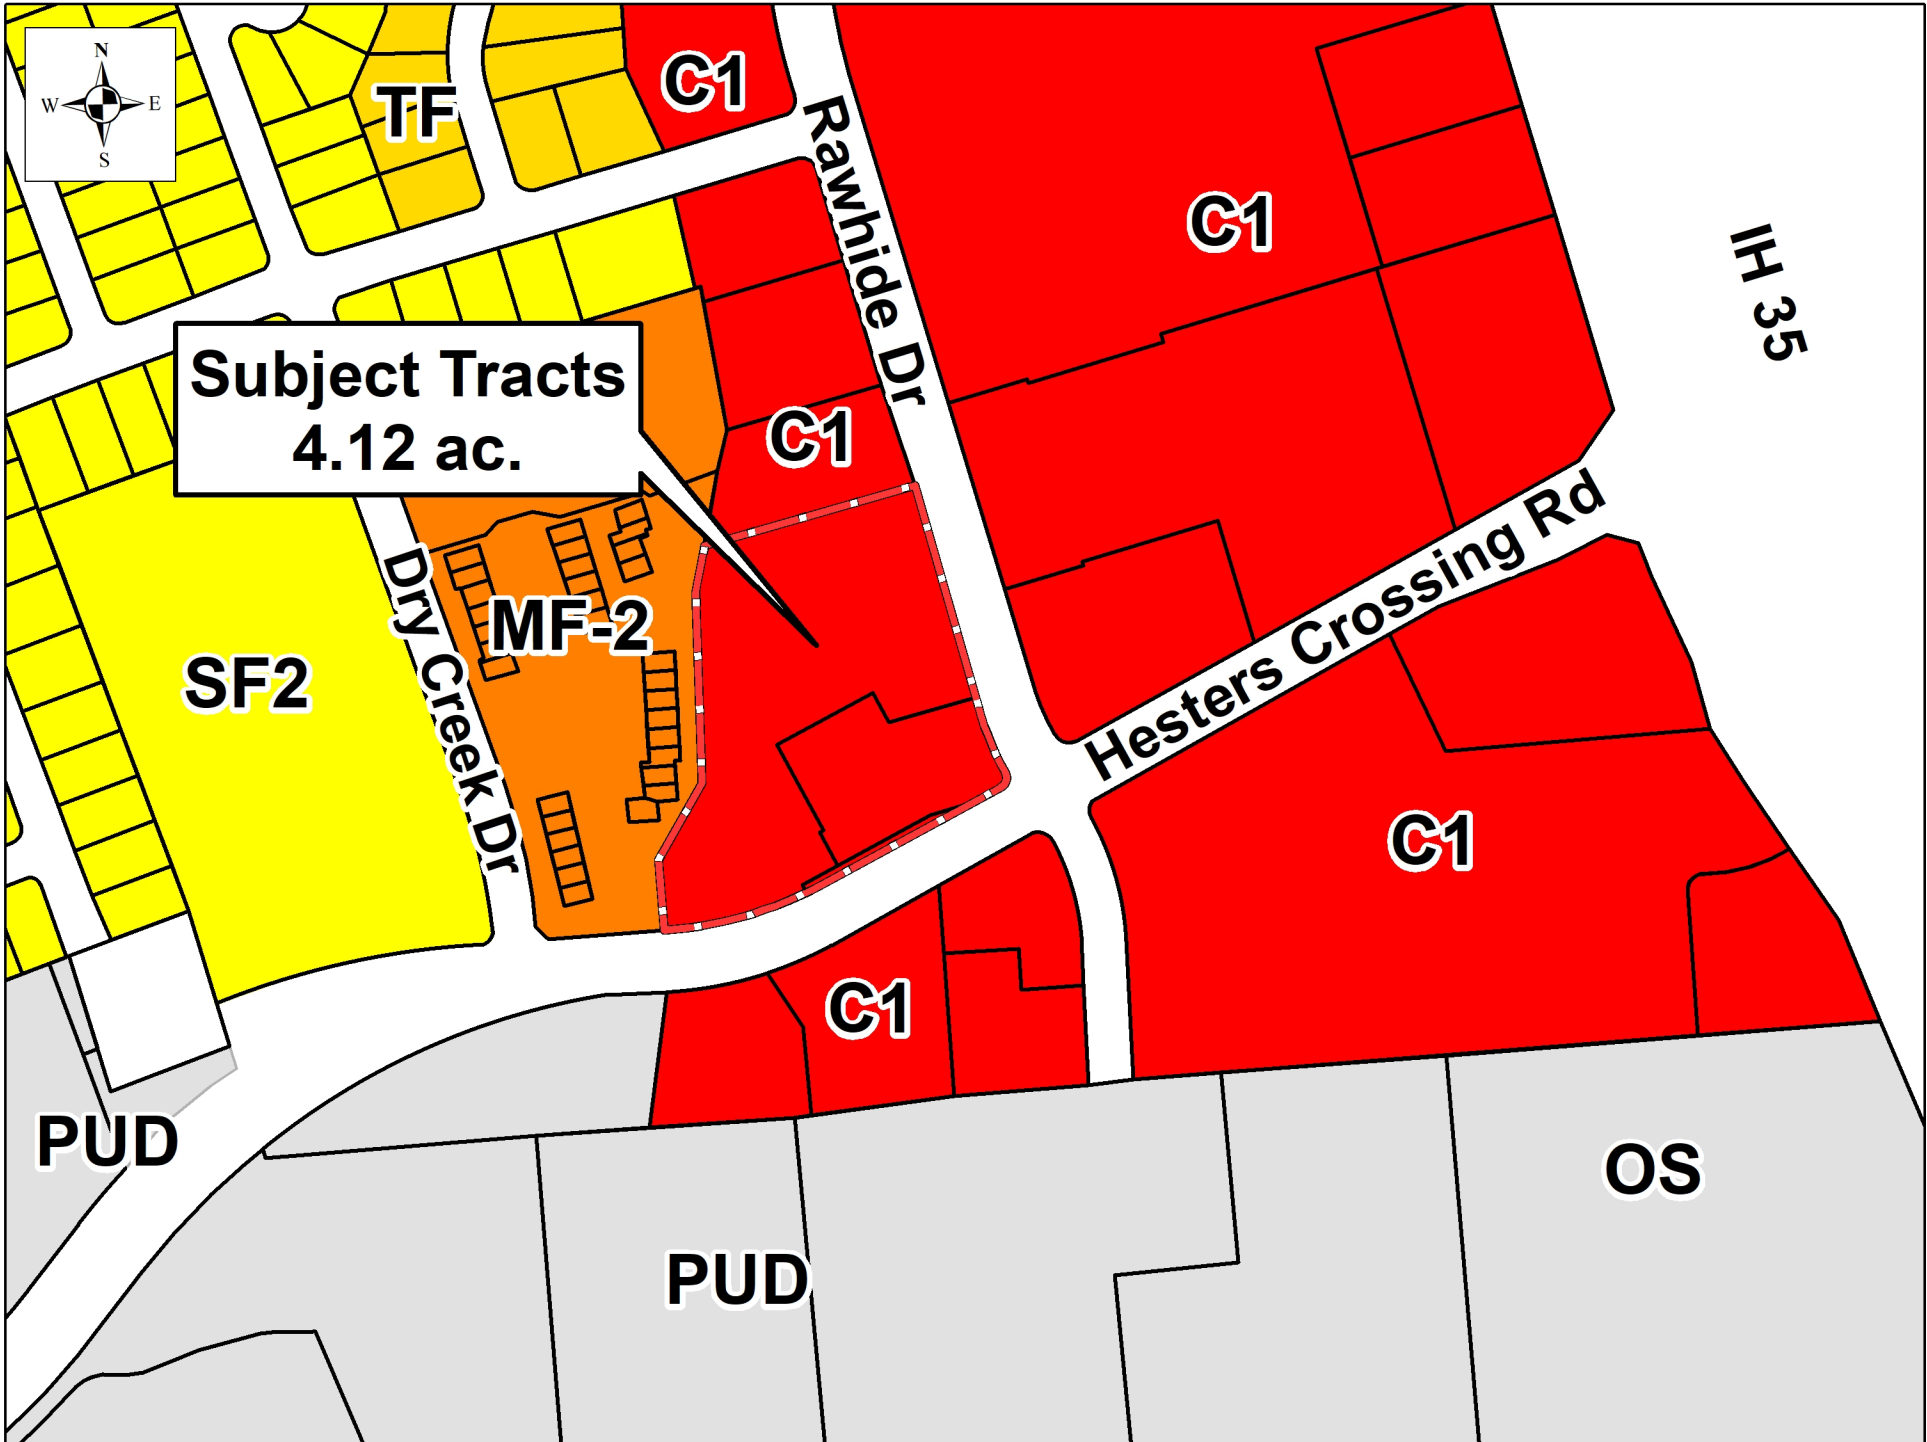 N
W E
S
TF
C1
Rawhide Dr
C1
IH 35
Subject Tracts
4.12 ac.
C1
Hesters Crossing Rd
Dry Creek Dr
MF-2
SF2
C1
C1
PUD
OS
PUD